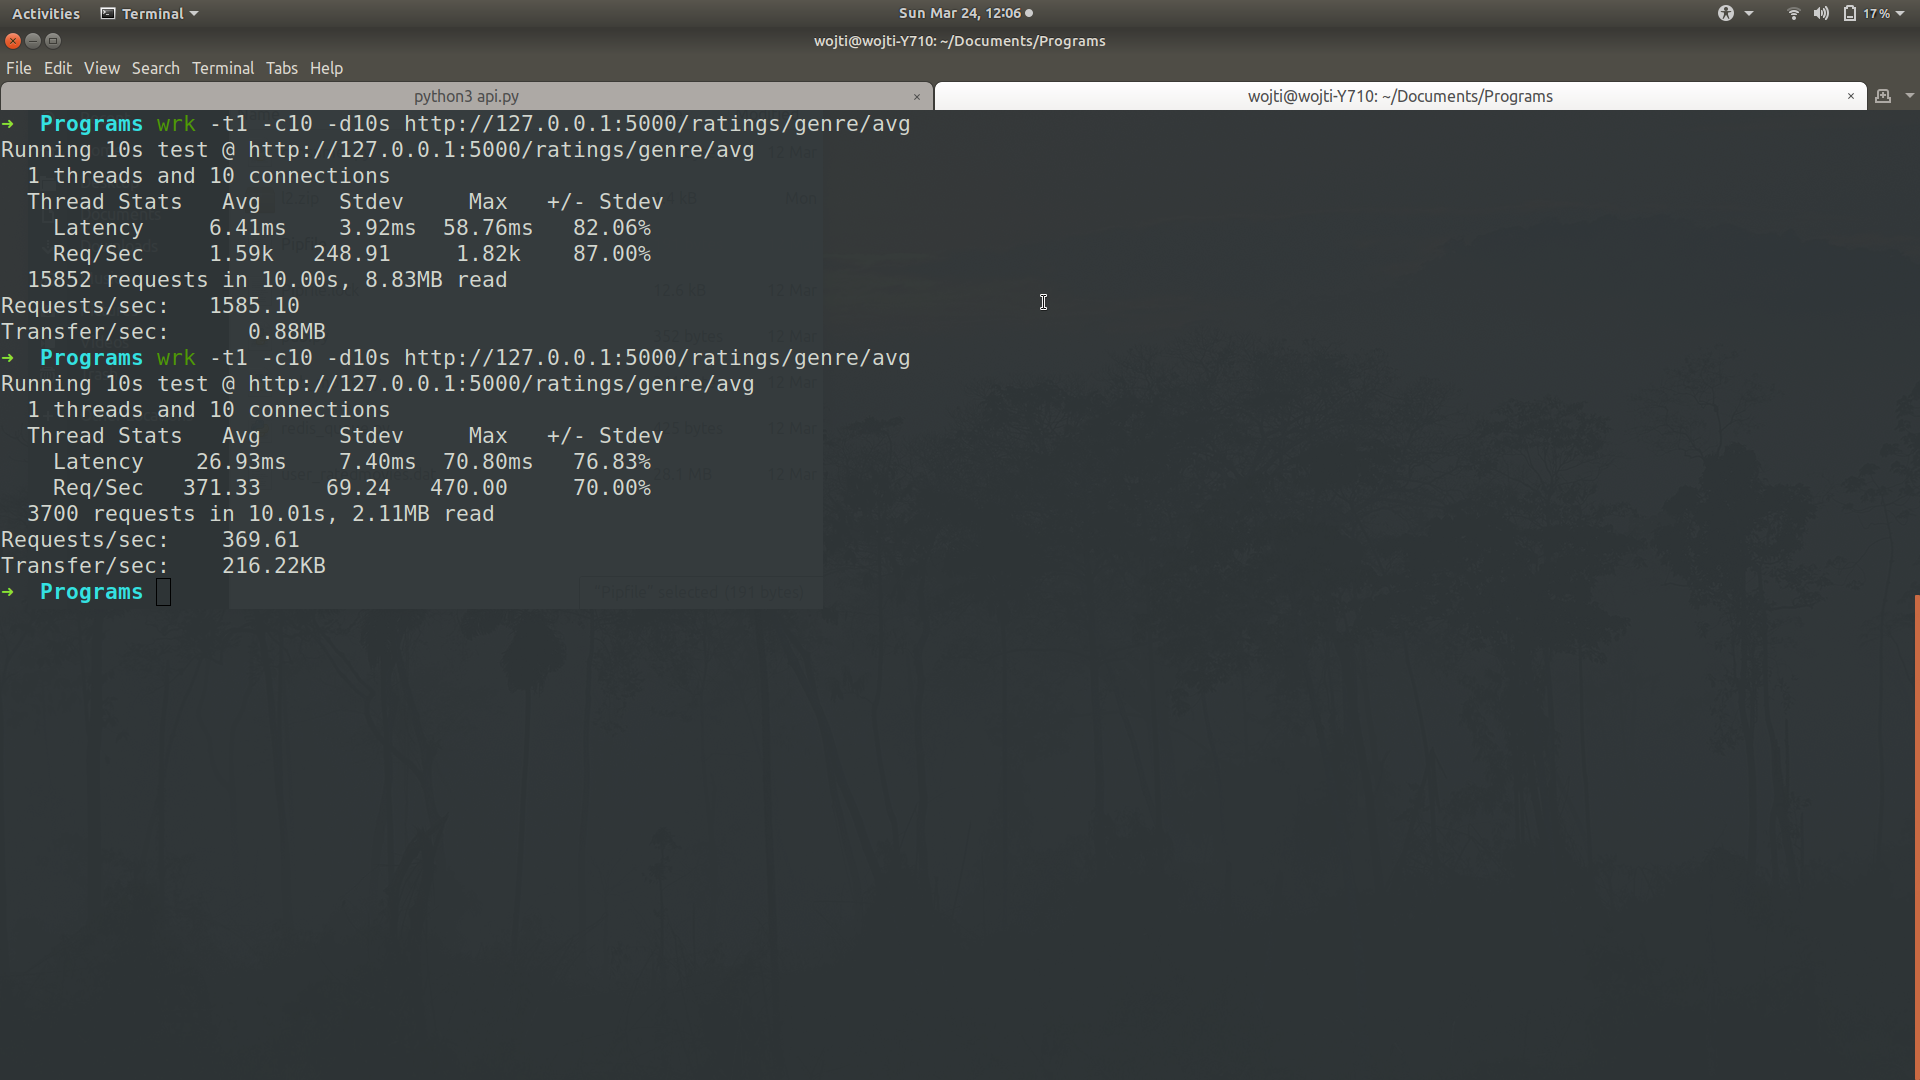 Activities Terminal Sun Mar 24, 12:06 17%
wojti@wojti-Y710: ~/Documents/Programs
File Edit View Search Terminal Tabs Help
python3 api.py × wojti@wojti-Y710: ~/Documents/Programs ×
➜ Programs wrk -t1 -c10 -d10s http://127.0.0.1:5000/ratings/genre/avg
Running 10s test @ http://127.0.0.1:5000/ratings/genre/avg
1 threads and 10 connections
Thread Stats Avg Stdev Max +/- Stdev
Latency 6.41ms 3.92ms 58.76ms 82.06%
Req/Sec 1.59k 248.91 1.82k 87.00%
15852 requests in 10.00s, 8.83MB read
Requests/sec: 1585.10
Transfer/sec: 0.88MB
➜ Programs wrk -t1 -c10 -d10s http://127.0.0.1:5000/ratings/genre/avg
Running 10s test @ http://127.0.0.1:5000/ratings/genre/avg
1 threads and 10 connections
Thread Stats Avg Stdev Max +/- Stdev
Latency 26.93ms 7.40ms 70.80ms 76.83%
Req/Sec 371.33 69.24 470.00 70.00%
3700 requests in 10.01s, 2.11MB read
Requests/sec: 369.61
Transfer/sec: 216.22KB
➜ Programs